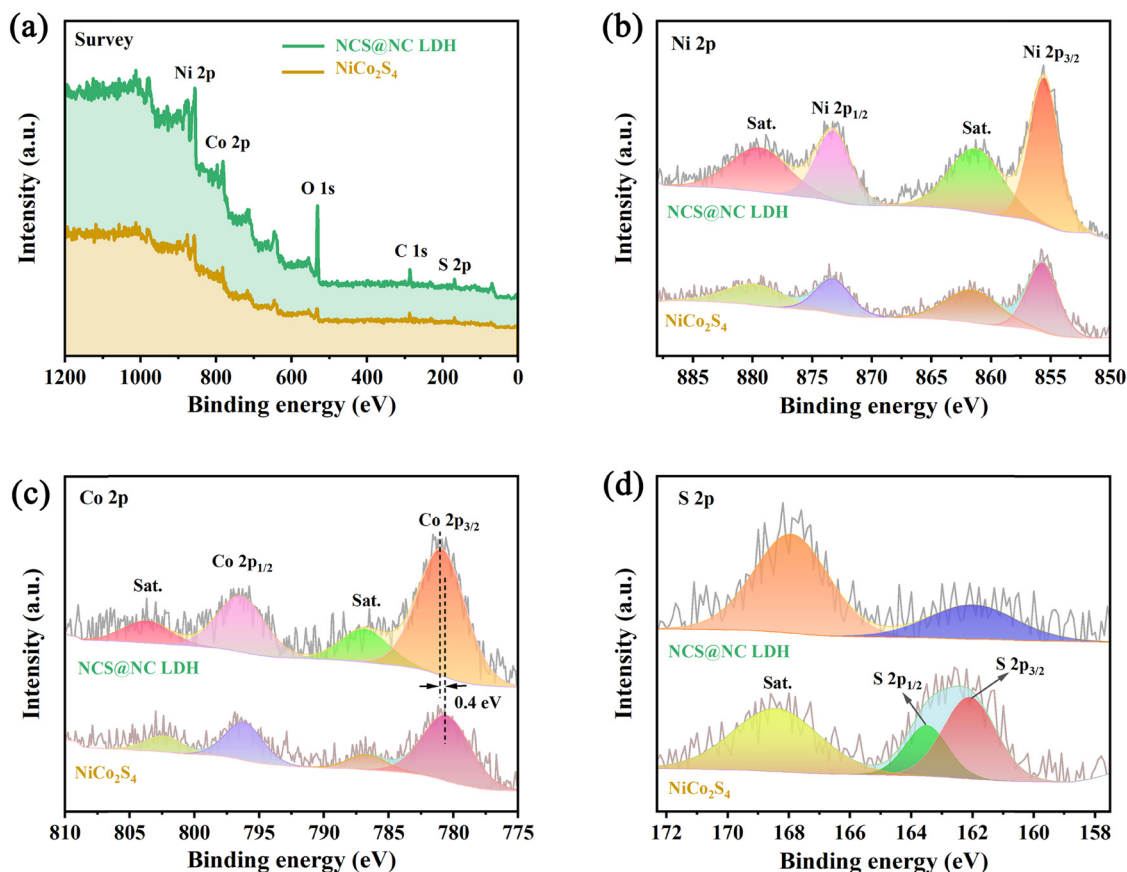 (a)
Survey
NCS@NC LDH
NiCo₂S₄
Ni 2p
Co 2p
O 1s
C 1s
S 2p
Intensity (a.u.)
1200 1000 800 600 400 200 0
Binding energy (eV)
(b)
Ni 2p
Ni 2p₃/₂
Ni 2p₁/₂
Sat.
Sat.
NCS@NC LDH
NiCo₂S₄
Intensity (a.u.)
885 880 875 870 865 860 855 850
Binding energy (eV)
(c)
Co 2p
Co 2p₃/₂
Co 2p₁/₂
Sat.
Sat.
NCS@NC LDH
0.4 eV
NiCo₂S₄
Intensity (a.u.)
810 805 800 795 790 785 780 775
Binding energy (eV)
(d)
S 2p
NCS@NC LDH
S 2p₁/₂
S 2p₃/₂
Sat.
NiCo₂S₄
Intensity (a.u.)
172 170 168 166 164 162 160 158
Binding energy (eV)